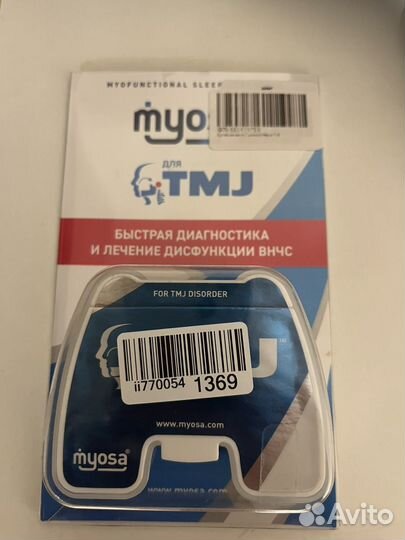 MYOFUNCTIONAL SLEEP
myosa
для
TMJ
БЫСТРАЯ ДИАГНОСТИКА
И ЛЕЧЕНИЕ ДИСФУНКЦИИ ВНЧС
FOR TMJ DISORDER
J
ii770054 1369
www.myosa.com
myosa
www.myosa.com
Avito